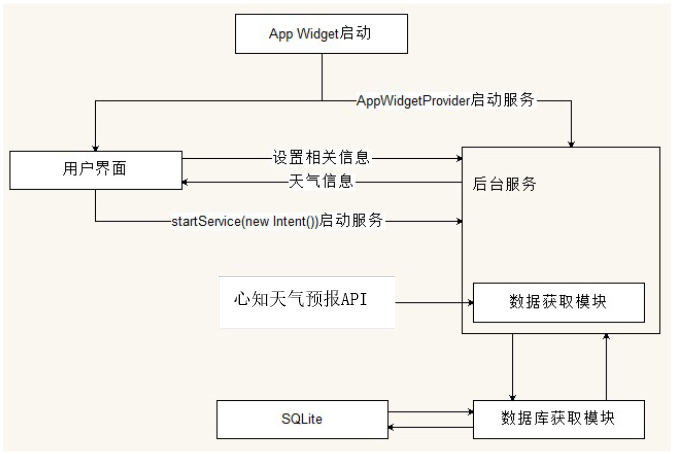 App Widget启动
AppWidgetProvider启动服务
用户界面
设置相关信息
天气信息
后台服务
startService(new Intent())启动服务
心知天气预报API
数据获取模块
SQLite
数据库获取模块